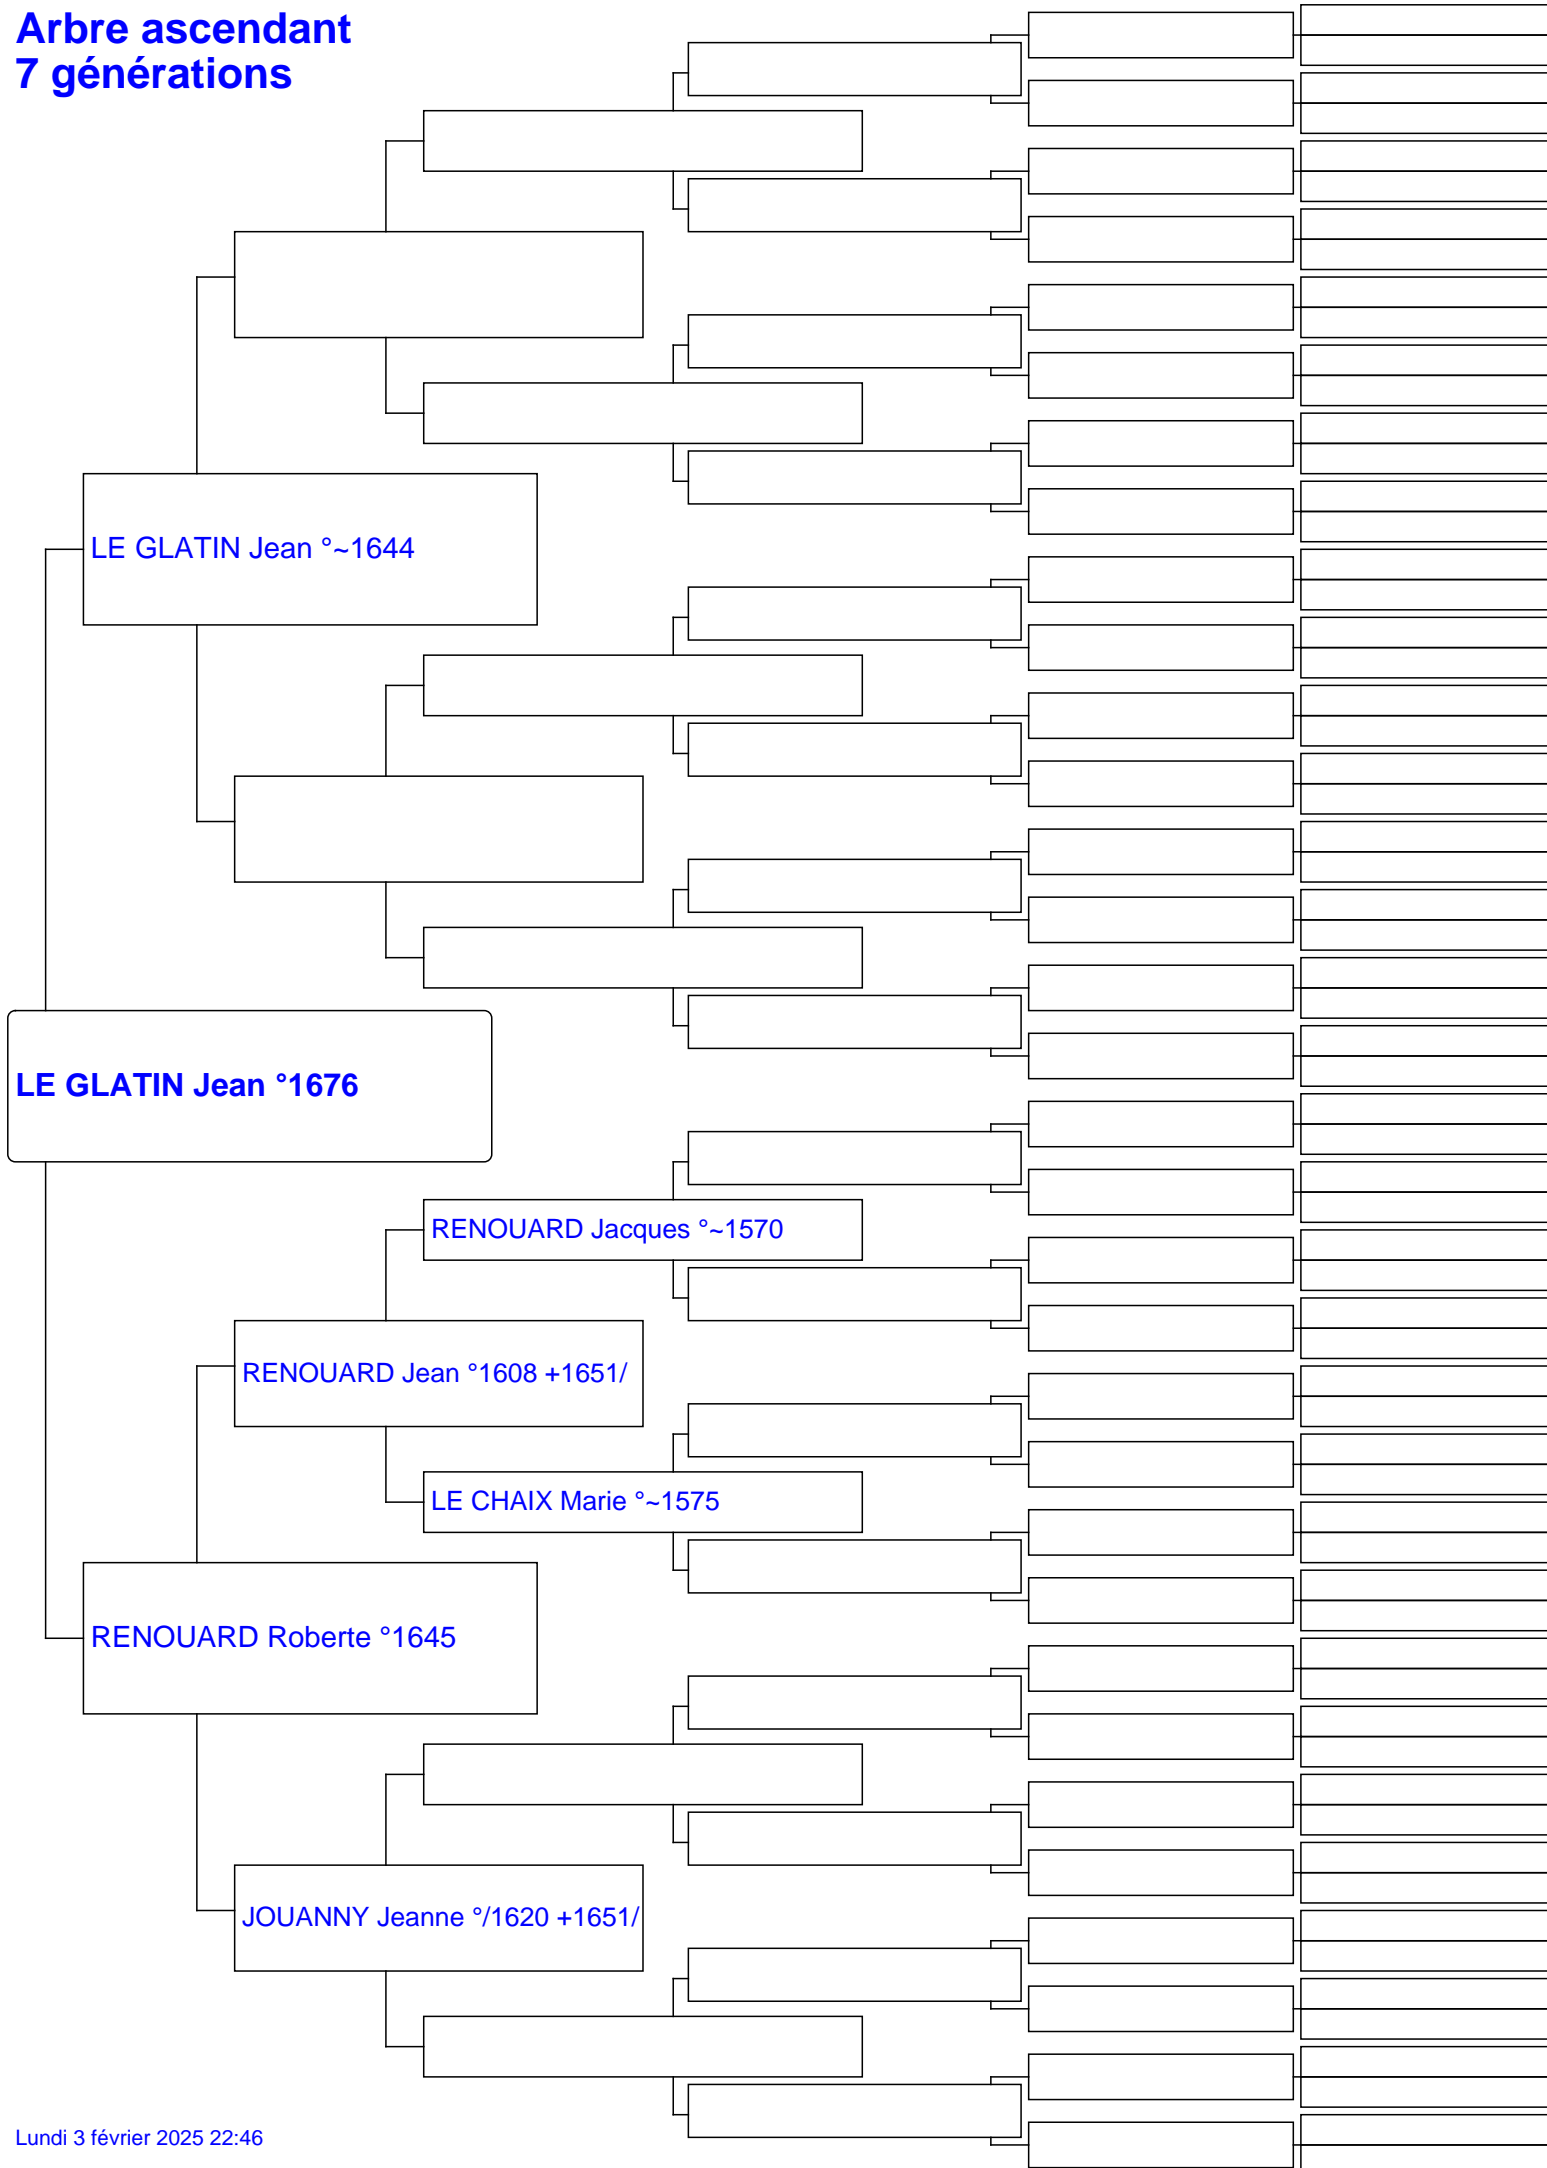 Arbre ascendant
7 générations
LE GLATIN Jean °~1644
LE GLATIN Jean °1676
RENOUARD Jacques °~1570
RENOUARD Jean °1608 +1651/
LE CHAIX Marie °~1575
RENOUARD Roberte °1645
JOUANNY Jeanne °/1620 +1651/
Lundi 3 février 2025 22:46